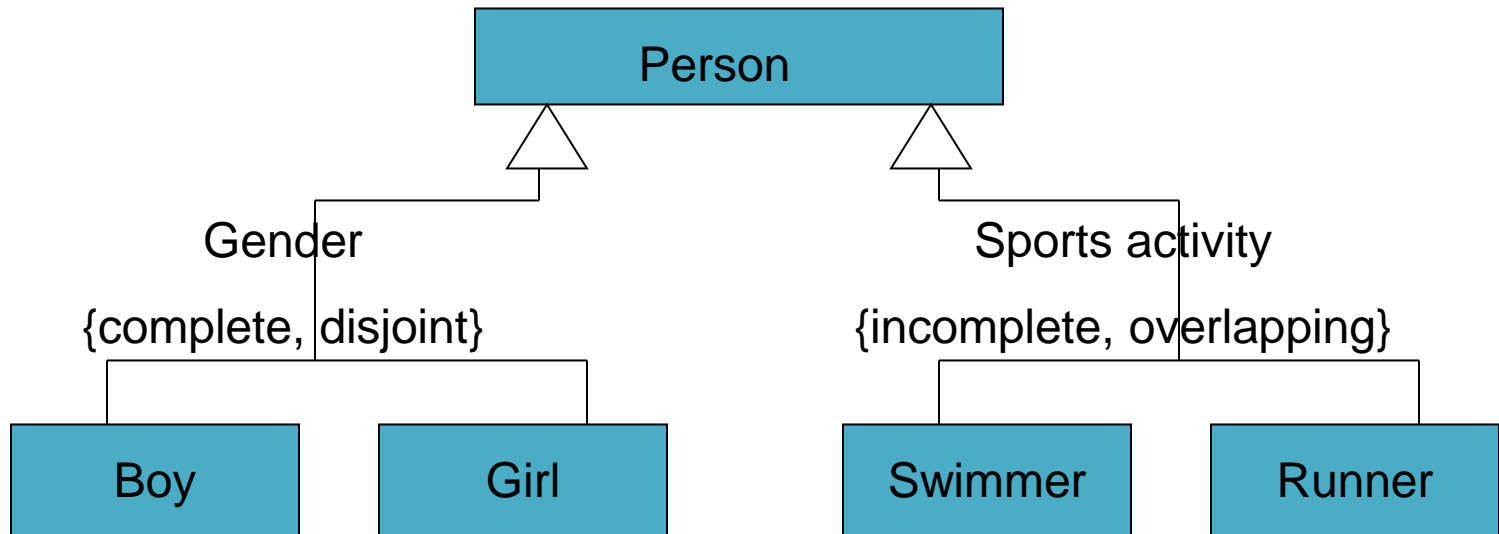 Person
Gender
Sports activity
{complete, disjoint}
{incomplete, overlapping}
Boy
Girl
Swimmer
Runner